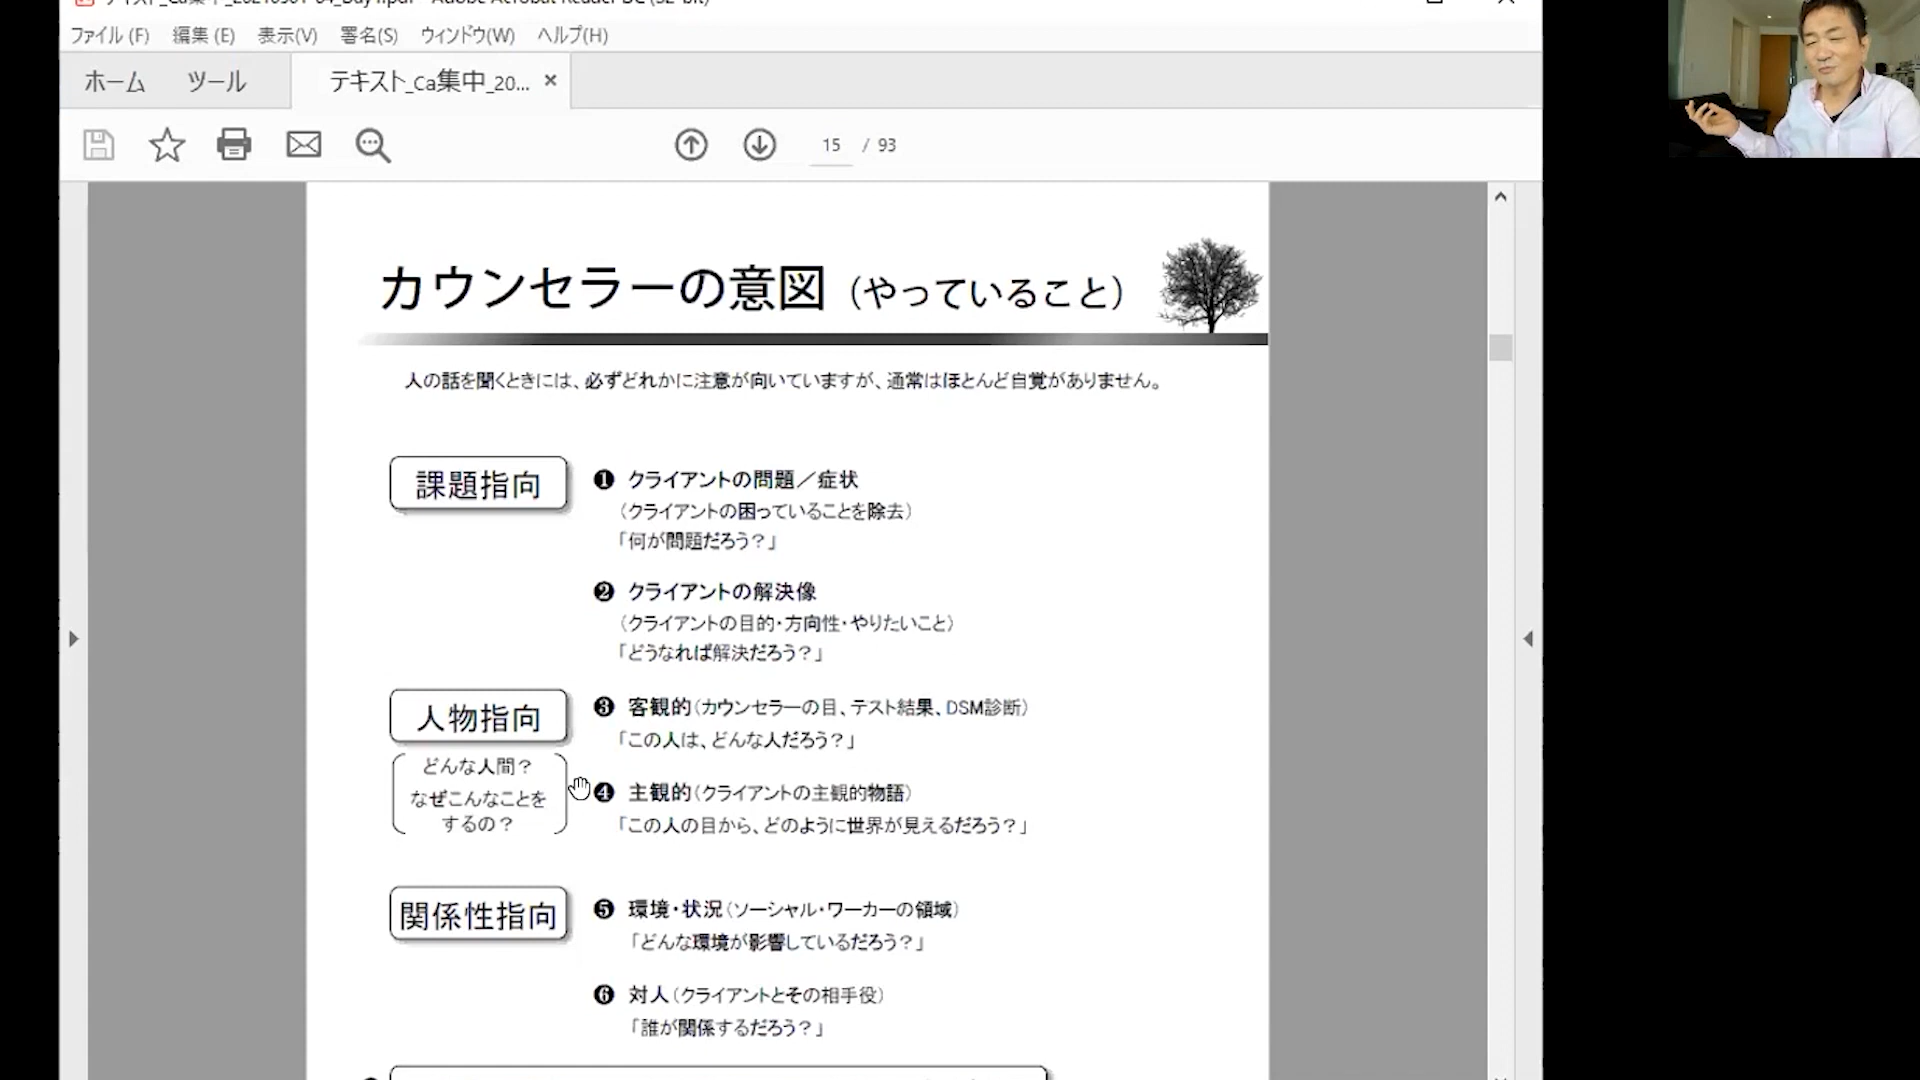 ファイル (F) 編集 (E) 表示(V) 署名(S) ウィンドウ(W) ヘルプ(H)
ホーム ツール テキスト_Ca集中_20... ×
15 / 93
カウンセラーの意図（やっていること）
人の話を聞くときには、必ずどれかに注意が向いていますが、通常はほとんど自覚がありません。
課題指向
❶ クライアントの問題／症状
（クライアントの困っていることを除去）
「何が問題だろう？」
❷ クライアントの解決像
（クライアントの目的・方向性・やりたいこと）
「どうなれば解決だろう？」
人物指向
どんな人間？
なぜこんなことを
するの？
❸ 客観的（カウンセラーの目、テスト結果、DSM診断）
「この人は、どんな人だろう？」
❹ 主観的（クライアントの主観的物語）
「この人の目から、どのように世界が見えるだろう？」
関係性指向
❺ 環境・状況（ソーシャル・ワーカーの領域）
「どんな環境が影響しているだろう？」
❻ 対人（クライアントとその相手役）
「誰が関係するだろう？」